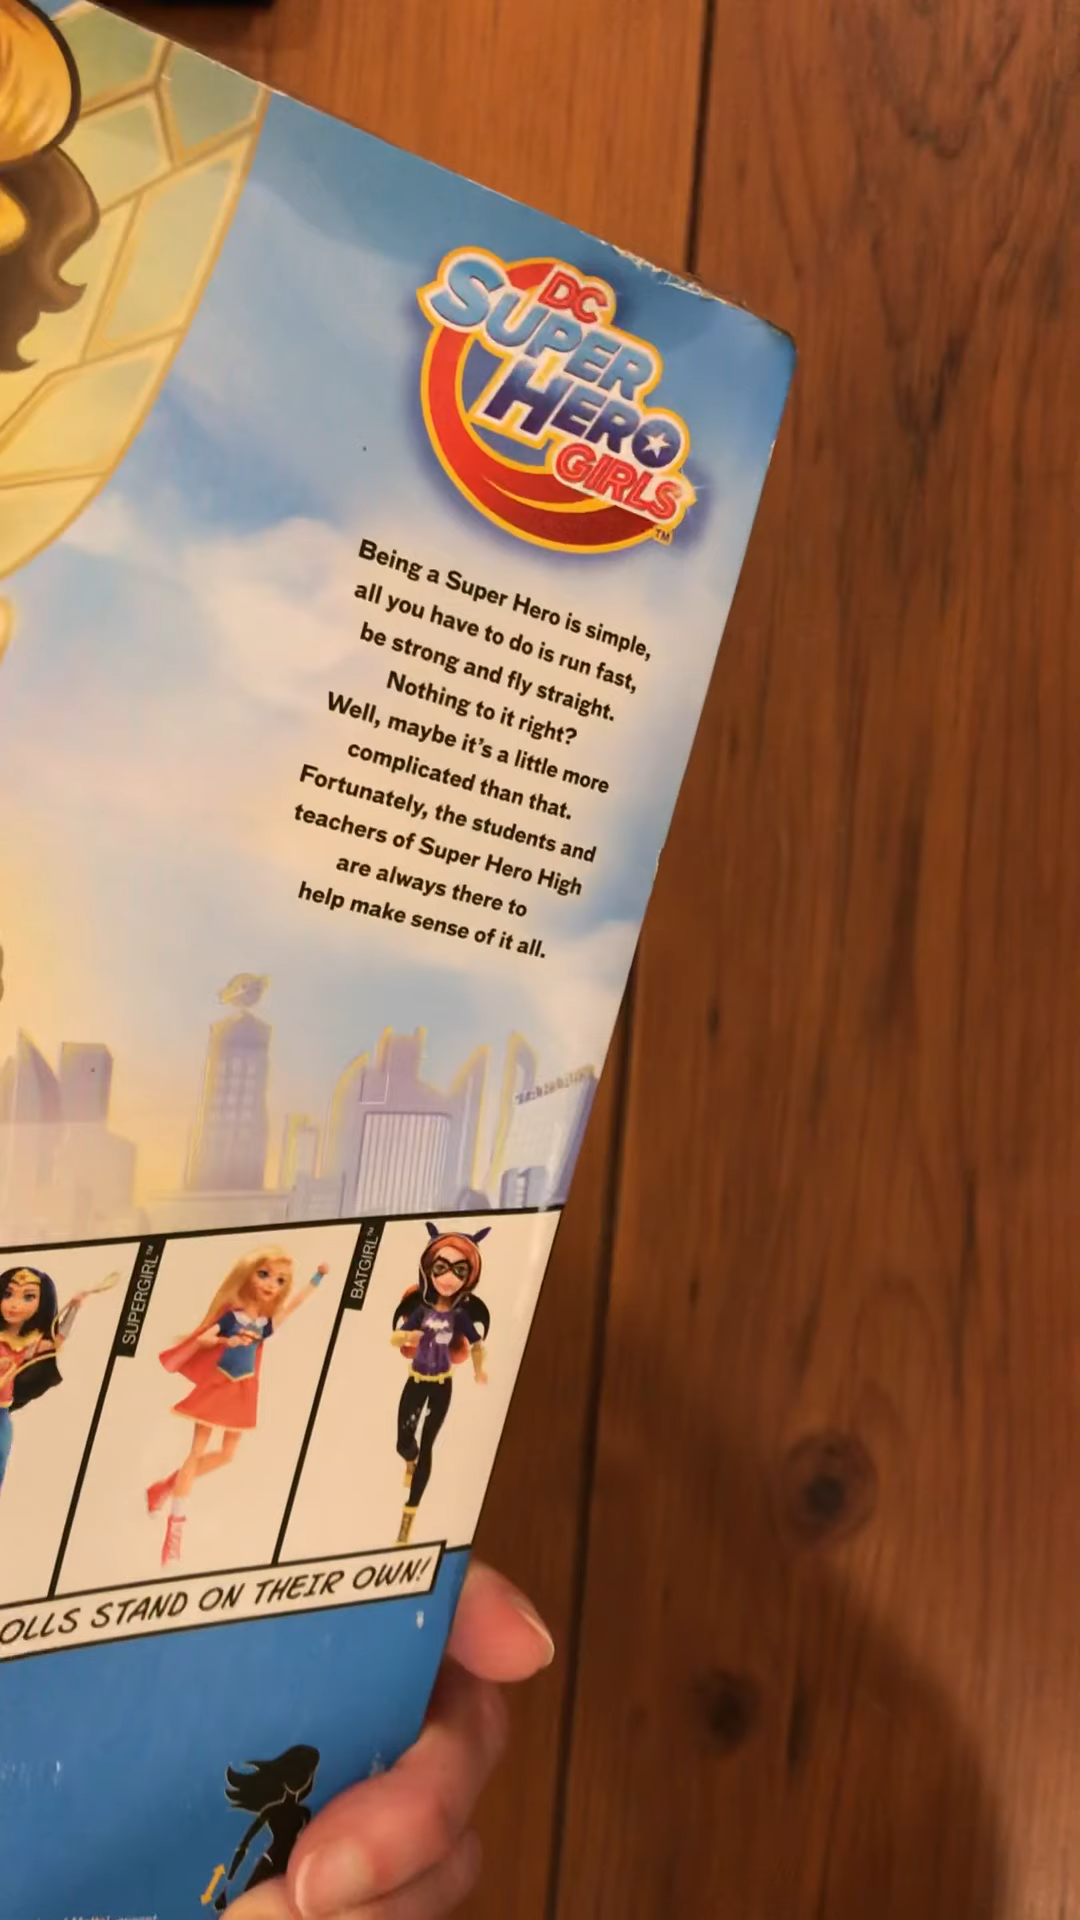 DC
SUPER
HERO
GIRLS
TM
Being a Super Hero is simple,
all you have to do is run fast,
be strong and fly straight.
Nothing to it right?
Well, maybe it's a little more
complicated than that.
Fortunately, the students and
teachers of Super Hero High
are always there to
help make sense of it all.
SUPERGIRL™
BATGIRL™
OLLS STAND ON THEIR OWN!